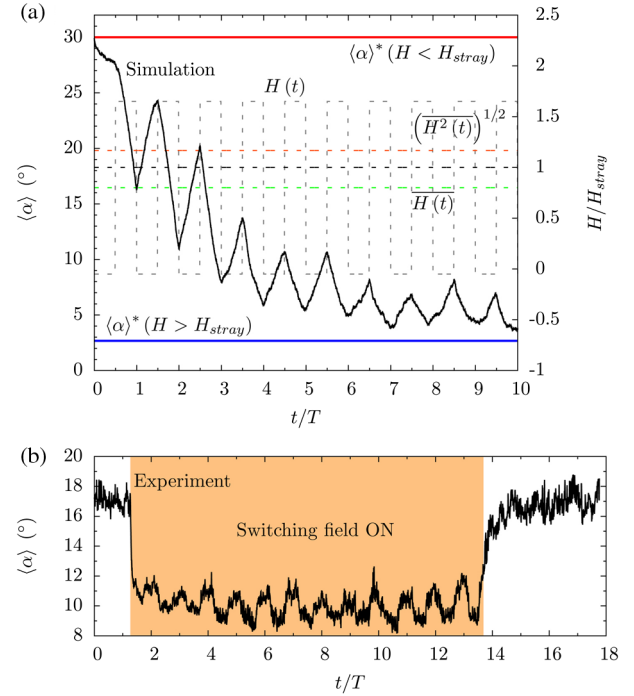 (a)
30
25
20
15
10
5
0
⟨α⟩ (°)
Simulation
⟨α⟩* (H < H_stray)
H (t)
(H² (t))^1/2
H (t)
⟨α⟩* (H > H_stray)
2.5
2
1.5
1
0.5
0
-0.5
-1
H/H_stray
0 1 2 3 4 5 6 7 8 9 10
t/T
(b)
20
18
16
14
12
10
8
⟨α⟩ (°)
Experiment
Switching field ON
0 2 4 6 8 10 12 14 16 18
t/T